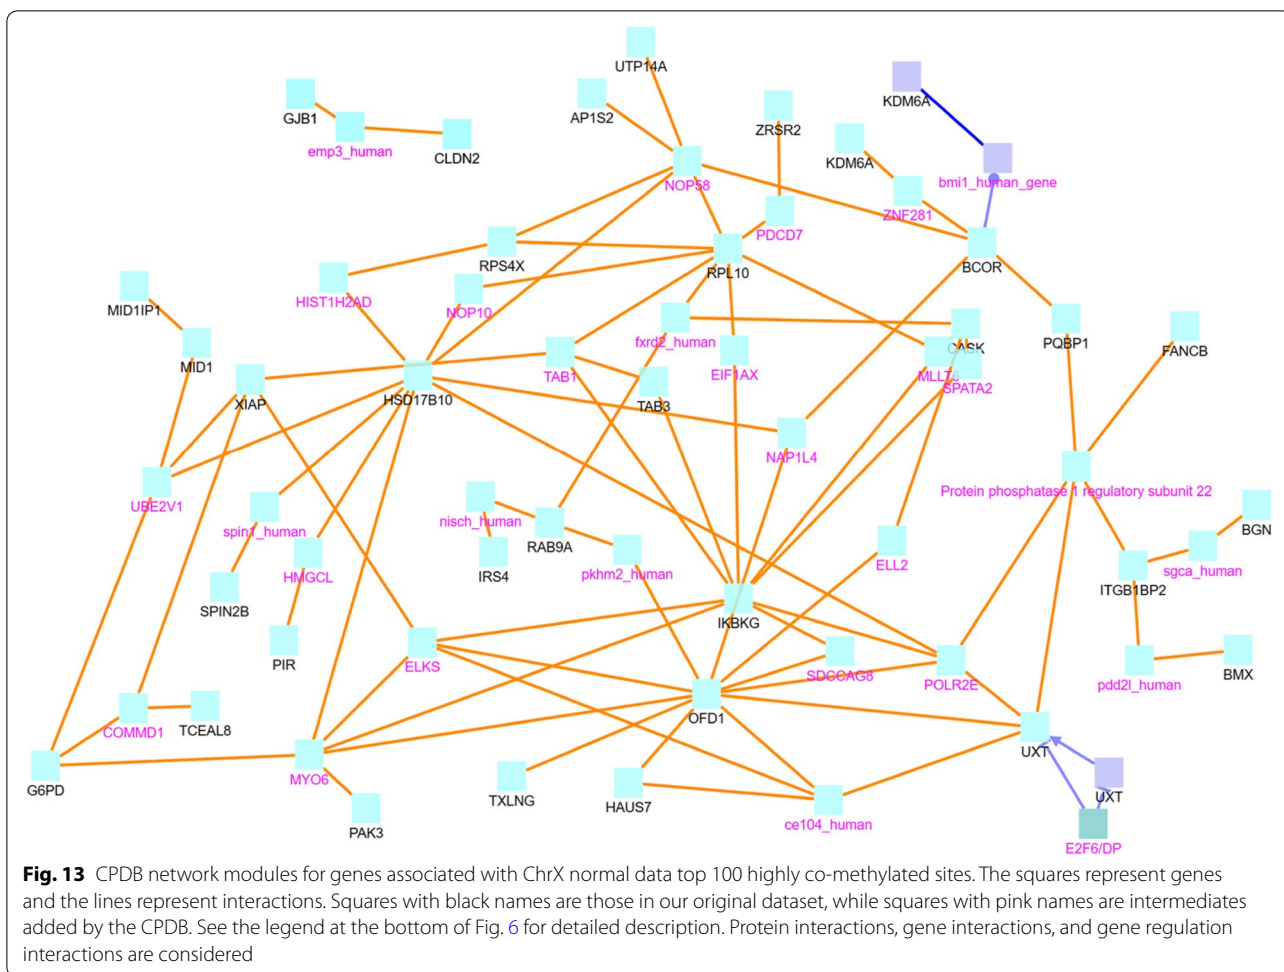 UTP14A
KDM6A
GJB1
AP1S2
ZRSR2
emp3_human
CLDN2
KDM6A
NOP58
bmi1_human_gene
ZNF281
PDCD7
RPS4X
RPL10
BCOR
HIST1H2AD
MID1IP1
NOP10
fxrd2_human
CASK
PQBP1
FANCB
MID1
TAB1
EIF1AX
MLLT6
SPATA2
XIAP
HSD17B10
TAB3
NAP1L4
Protein phosphatase 1 regulatory subunit 22
UBE2V1
spin1_human
nisch_human
RAB9A
BGN
IRS4
pkhm2_human
ELL2
sgca_human
HMGCL
SPIN2B
ITGB1BP2
IKBKG
PIR
ELKS
SDCCAG8
POLR2E
pdd2l_human
BMX
COMMD1
TCEAL8
OFD1
UXT
G6PD
MYO6
TXLNG
HAUS7
UXT
PAK3
ce104_human
E2F6/DP
Fig. 13 CPDB network modules for genes associated with ChrX normal data top 100 highly co-methylated sites. The squares represent genes
and the lines represent interactions. Squares with black names are those in our original dataset, while squares with pink names are intermediates
added by the CPDB. See the legend at the bottom of Fig. 6 for detailed description. Protein interactions, gene interactions, and gene regulation
interactions are considered